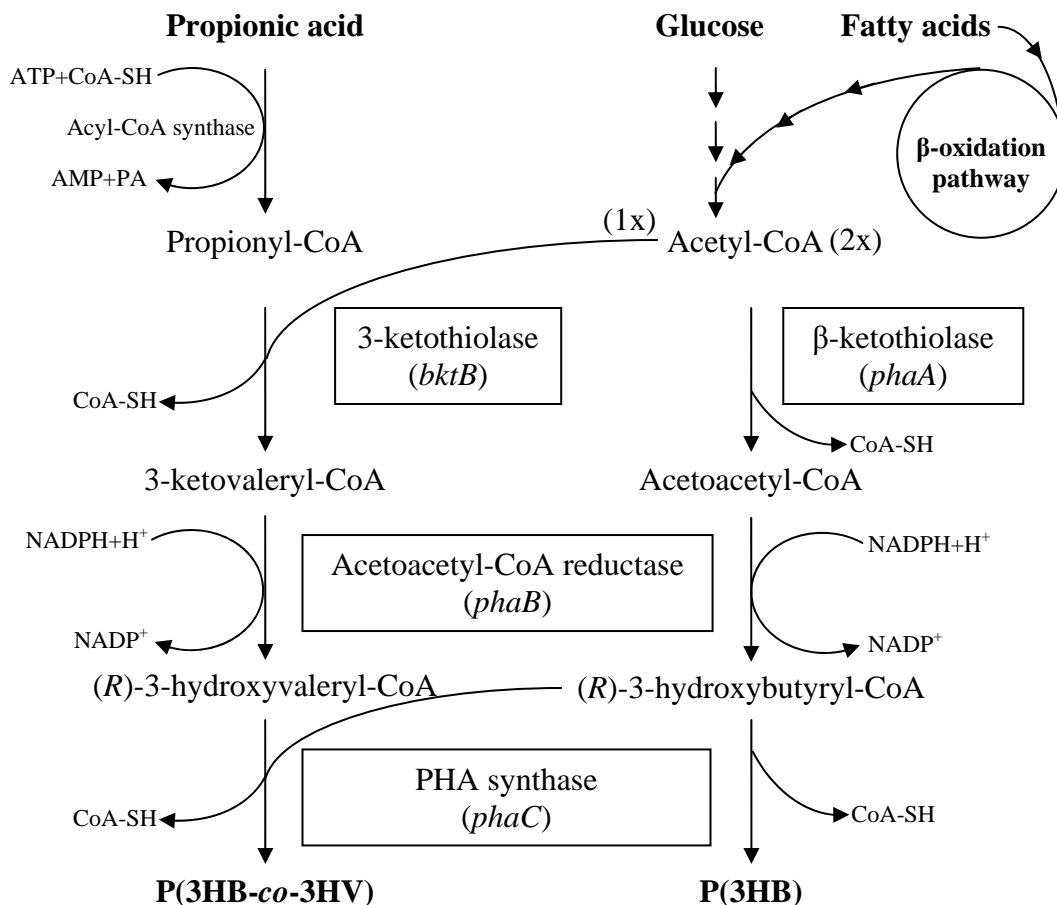 Propionic acid
Glucose
Fatty acids
ATP+CoA-SH
Acyl-CoA synthase
AMP+PA
β-oxidation
pathway
Propionyl-CoA
(1x)
Acetyl-CoA (2x)
3-ketothiolase
(bktB)
β-ketothiolase
(phaA)
CoA-SH
CoA-SH
3-ketovaleryl-CoA
Acetoacetyl-CoA
NADPH+H⁺
NADPH+H⁺
Acetoacetyl-CoA reductase
(phaB)
NADP⁺
NADP⁺
(R)-3-hydroxyvaleryl-CoA
(R)-3-hydroxybutyryl-CoA
PHA synthase
(phaC)
CoA-SH
CoA-SH
P(3HB-co-3HV)
P(3HB)